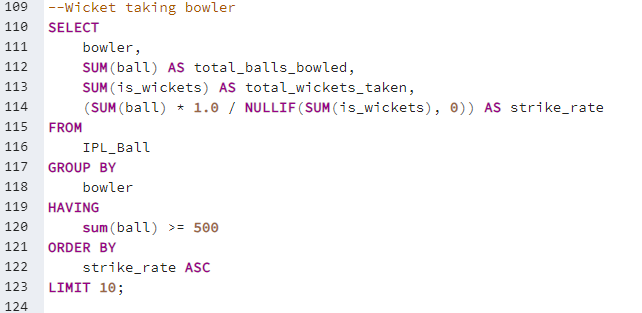 109 --Wicket taking bowler
110 SELECT
111     bowler,
112     SUM(ball) AS total_balls_bowled,
113     SUM(is_wickets) AS total_wickets_taken,
114     (SUM(ball) * 1.0 / NULLIF(SUM(is_wickets), 0)) AS strike_rate
115 FROM
116     IPL_Ball
117 GROUP BY
118     bowler
119 HAVING
120     sum(ball) >= 500
121 ORDER BY
122     strike_rate ASC
123 LIMIT 10;
124